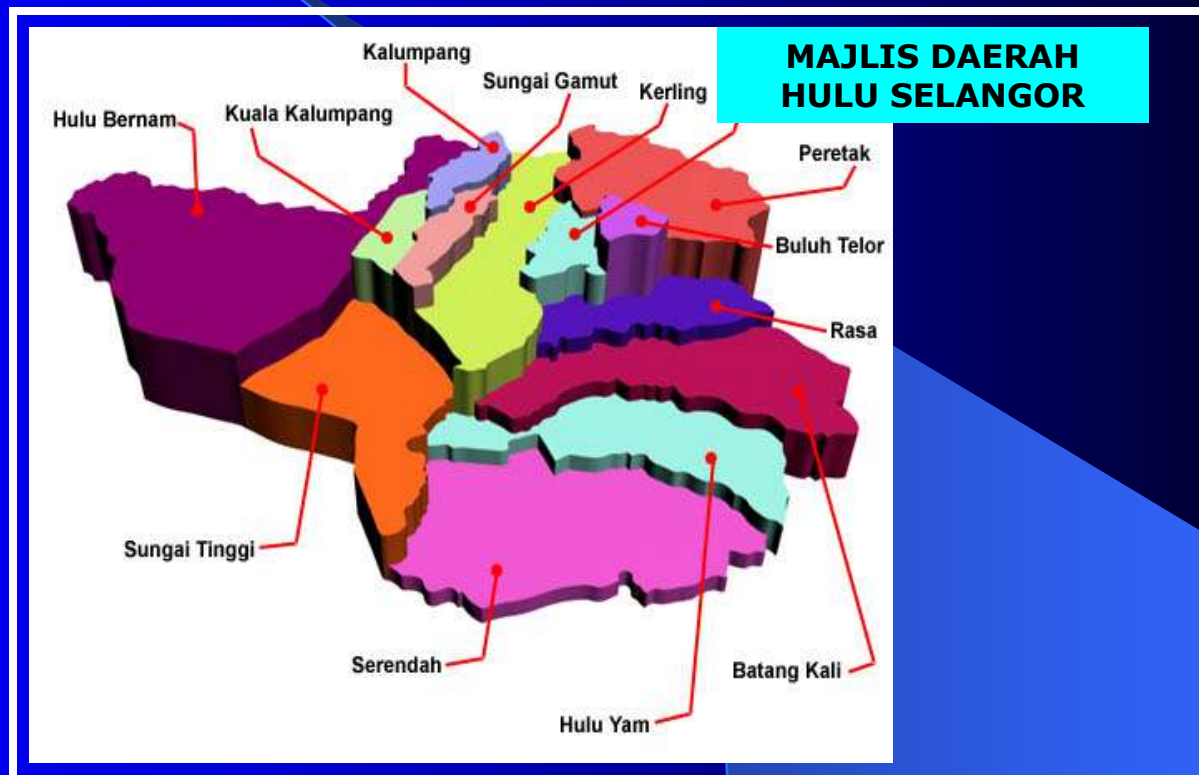 MAJLIS DAERAH
HULU SELANGOR
Kalumpang
Sungai Gamut
Kerling
Kuala Kalumpang
Hulu Bernam
Peretak
Buluh Telor
Rasa
Sungai Tinggi
Serendah
Batang Kali
Hulu Yam